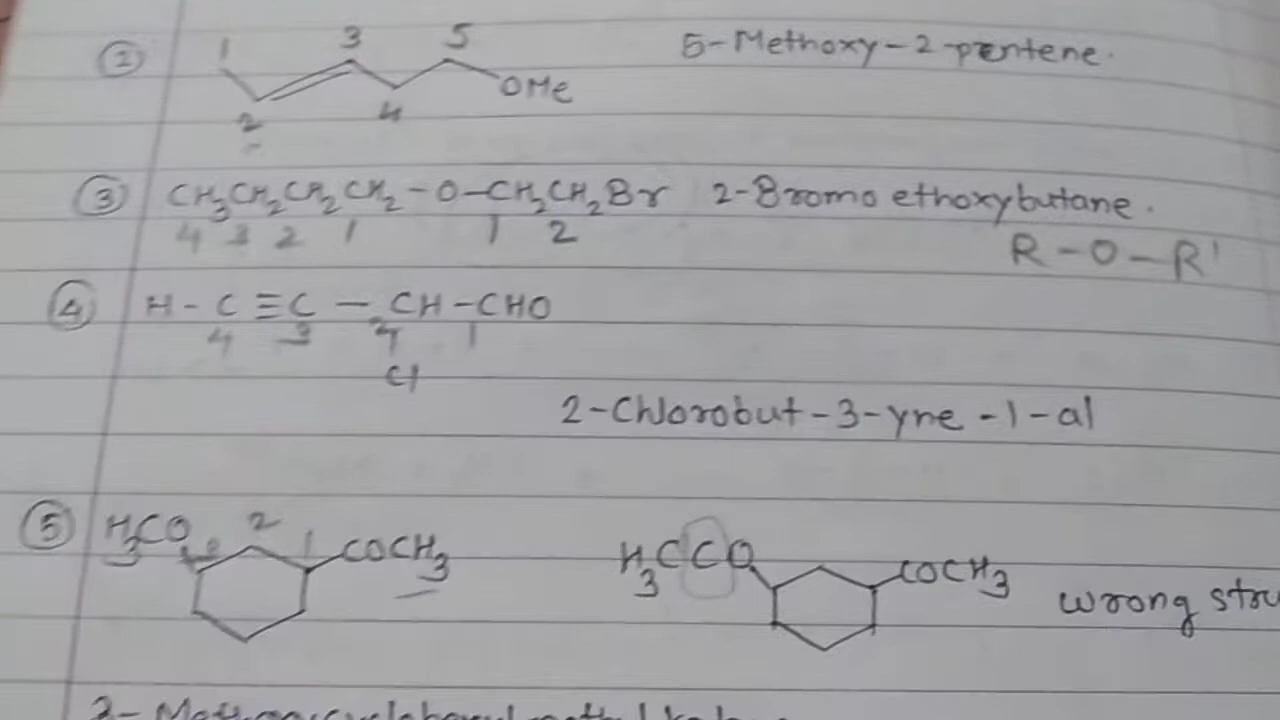 ② 1 3 5 5-Methoxy-2-pentene.
OMe
2 4
③ CH₃CH₂CH₂CH₂-O-CH₂CH₂Br 2-Bromo ethoxybutane.
4 3 2 1 1 2
R-O-R'
④ H-C≡C-CH-CHO
4 3 2 1
Cl
2-Chlorobut-3-yne-1-al
⑤ H₃CO 2 1 COCH₃ H₃CCO COCH₃ wrong